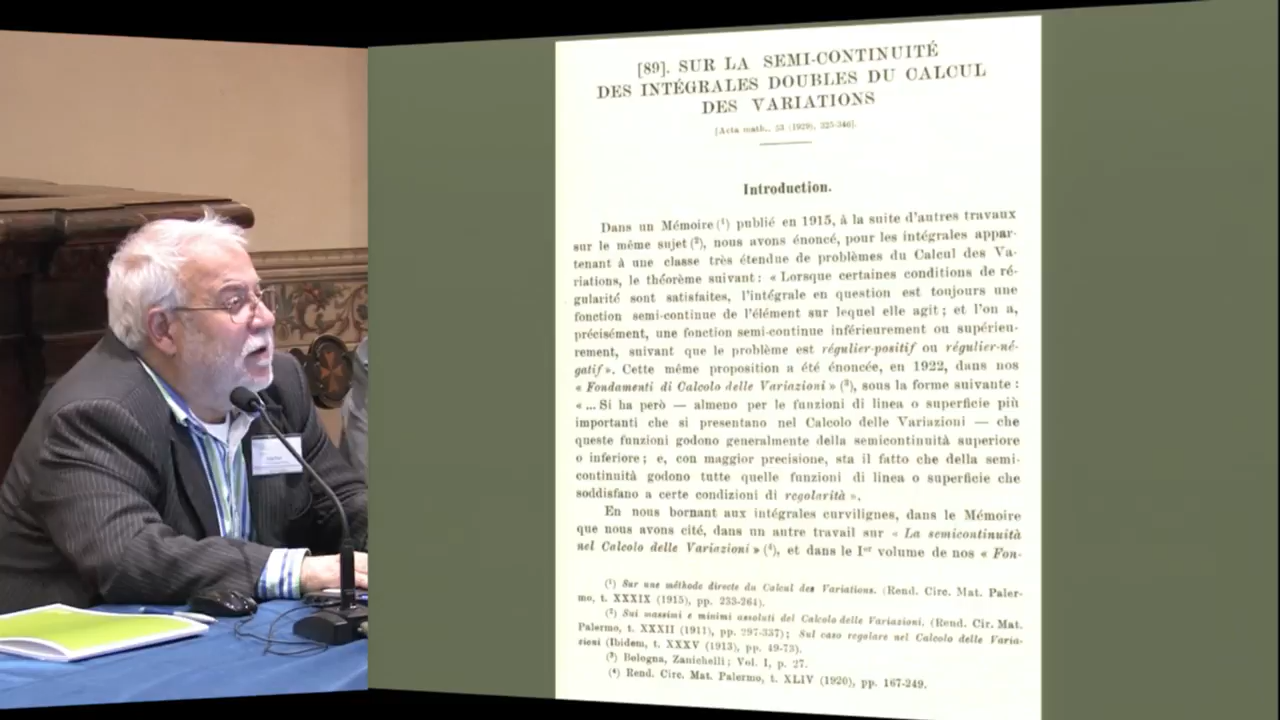 [89]. SUR LA SEMI-CONTINUITÉ
DES INTÉGRALES DOUBLES DU CALCUL
DES VARIATIONS
[Acta math., 53 (1929), 325-346].
Introduction.
Dans un Mémoire (¹) publié en 1915, à la suite d'autres travaux
sur le même sujet (²), nous avons énoncé, pour les intégrales appar-
tenant à une classe très étendue de problèmes du Calcul des Va-
riations, le théorème suivant : « Lorsque certaines conditions de ré-
gularité sont satisfaites, l'intégrale en question est toujours une
fonction semi-continue de l'élément sur lequel elle agit ; et l'on a,
précisément, une fonction semi-continue inférieurement ou supérieu-
rement, suivant que le problème est régulier-positif ou régulier-né-
gatif ». Cette même proposition a été énoncée, en 1922, dans nos
« Fondamenti di Calcolo delle Variazioni » (³), sous la forme suivante :
« ... Si ha però — almeno per le funzioni di linea o superficie più
importanti che si presentano nel Calcolo delle Variazioni — che
queste funzioni godono generalmente della semicontinuità superiore
o inferiore ; e, con maggior precisione, sta il fatto che della semi-
continuità godono tutte quelle funzioni di linea o superficie che
soddisfano a certe condizioni di regolarità ».
En nous bornant aux intégrales curvilignes, dans le Mémoire
que nous avons cité, dans un autre travail sur « La semicontinuità
nel Calcolo delle Variazioni » (⁴), et dans le Ier volume de nos « Fon-
(¹) Sur une méthode directe du Calcul des Variations. (Rend. Circ. Mat. Paler-
mo, t. XXXIX (1915), pp. 233-264).
(²) Sui massimi e minimi assoluti del Calcolo delle Variazioni. (Rend. Cir. Mat.
Palermo, t. XXXII (1911), pp. 297-337) ; Sul caso regolare nel Calcolo delle Varia-
zioni (Ibidem, t. XXXV (1913), pp. 49-73).
(³) Bologna, Zanichelli ; Vol. I, p. 27.
(⁴) Rend. Circ. Mat. Palermo, t. XLIV (1920), pp. 167-249.